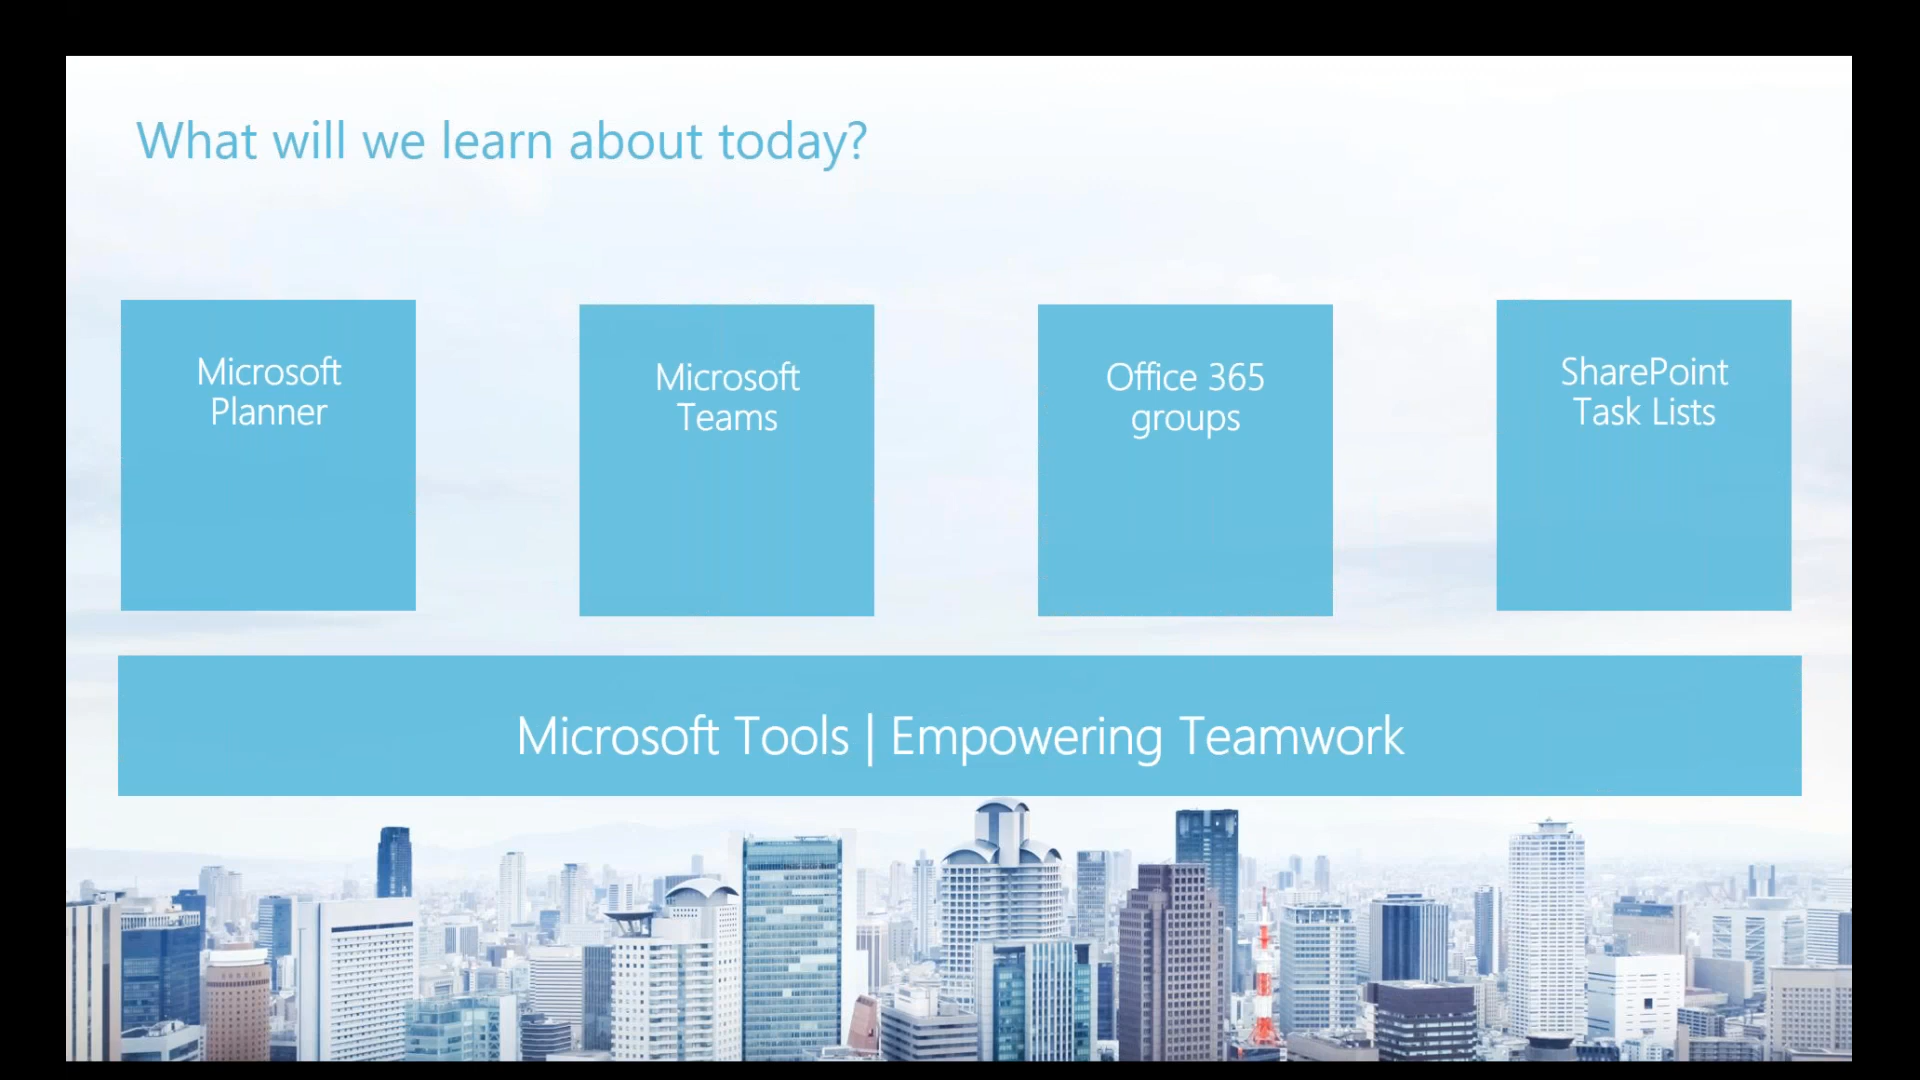 What will we learn about today?
Microsoft
Planner
Microsoft
Teams
Office 365
groups
SharePoint
Task Lists
Microsoft Tools | Empowering Teamwork